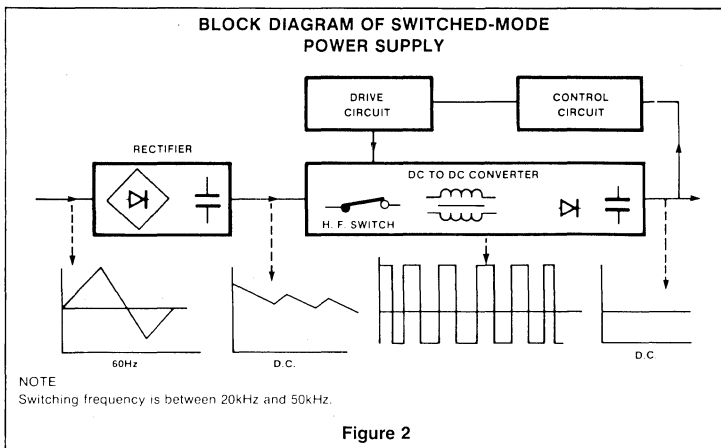 BLOCK DIAGRAM OF SWITCHED-MODE
POWER SUPPLY
DRIVE
CIRCUIT
CONTROL
CIRCUIT
RECTIFIER
DC TO DC CONVERTER
H. F. SWITCH
60Hz
D.C.
D.C.
NOTE
Switching frequency is between 20kHz and 50kHz.
Figure 2